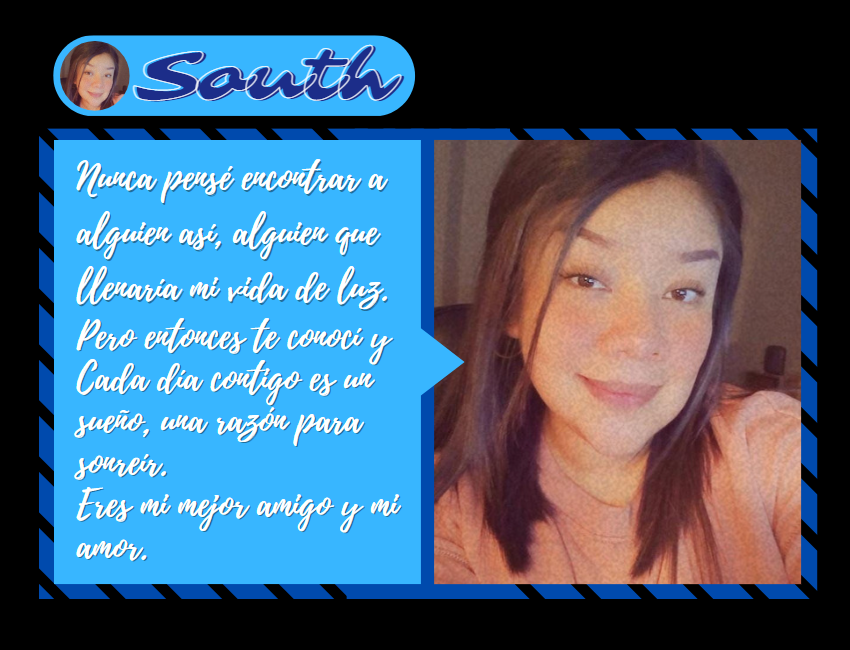 South
Nunca pensé encontrar a
alguien así, alguien que
llenaría mi vida de luz.
Pero entonces te conocí y
Cada día contigo es un
sueño, una razón para
sonreír.
Eres mi mejor amigo y mi
amor.